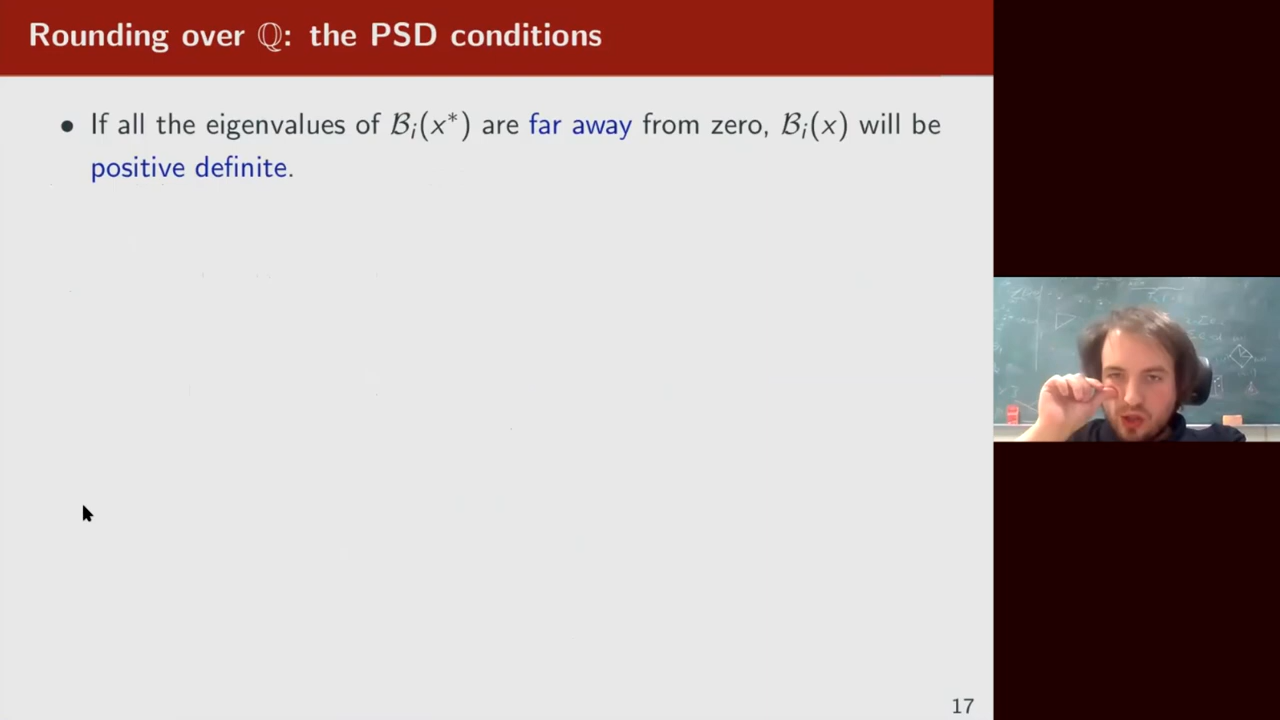 Rounding over ℚ: the PSD conditions
• If all the eigenvalues of ℬᵢ(x*) are far away from zero, ℬᵢ(x) will be
positive definite.
17